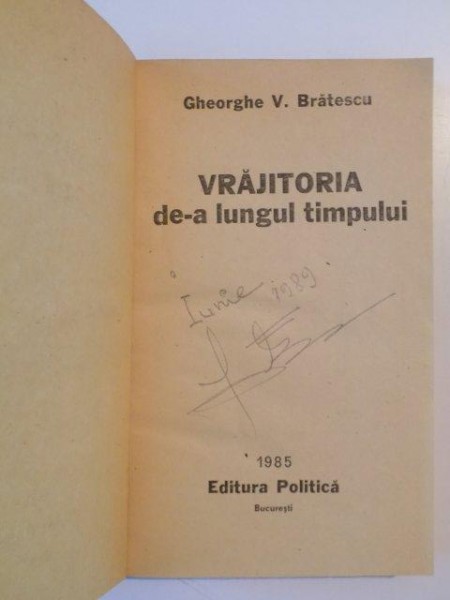 Gheorghe V. Brătescu
VRĂJITORIA
de-a lungul timpului
Iunie 1989
1985
Editura Politică
București